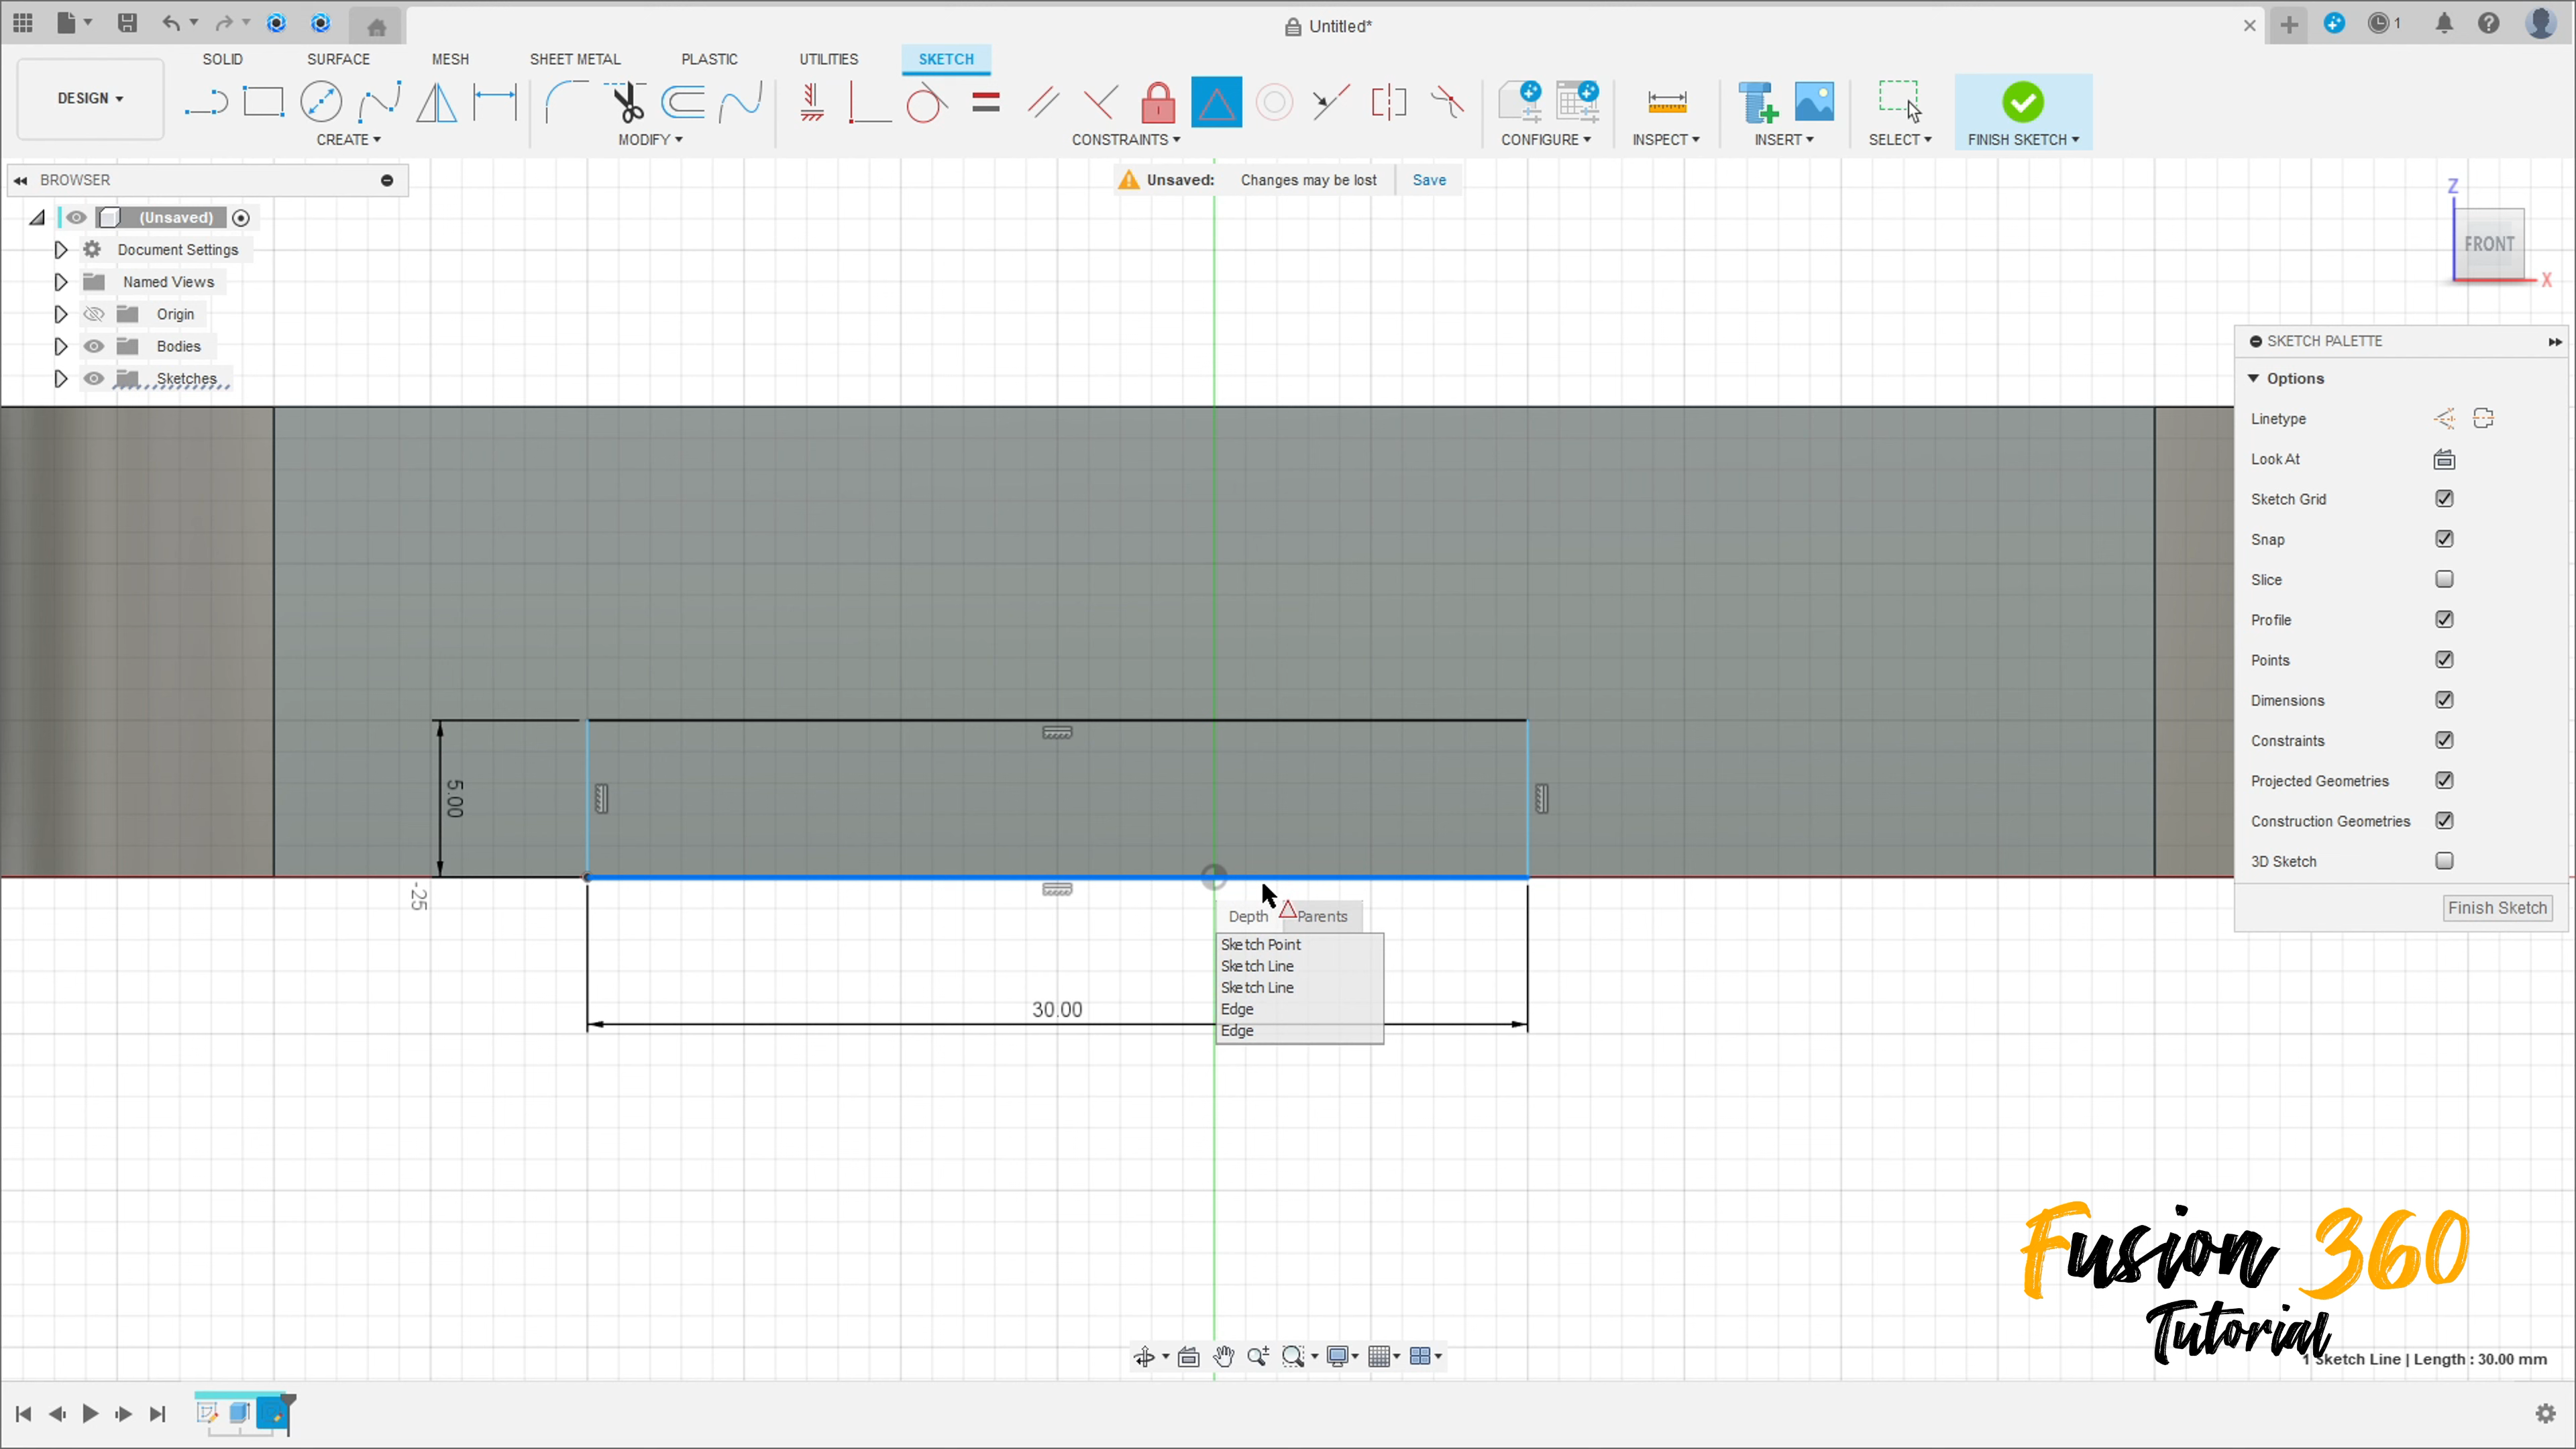 Untitled*
1
SOLID SURFACE MESH SHEET METAL PLASTIC UTILITIES SKETCH
DESIGN
CREATE MODIFY CONSTRAINTS CONFIGURE INSPECT INSERT SELECT FINISH SKETCH
BROWSER
Unsaved: Changes may be lost Save
(Unsaved)
Document Settings
Named Views
Origin
Bodies
Sketches
Z
FRONT
X
SKETCH PALETTE
Options
Linetype
Look At
Sketch Grid
Snap
Slice
Profile
Points
Dimensions
Constraints
Projected Geometries
Construction Geometries
3D Sketch
Finish Sketch
5.00
-25
30.00
Depth Parents
Sketch Point
Sketch Line
Sketch Line
Edge
Edge
Fusion 360
Tutorial
1 Sketch Line | Length : 30.00 mm